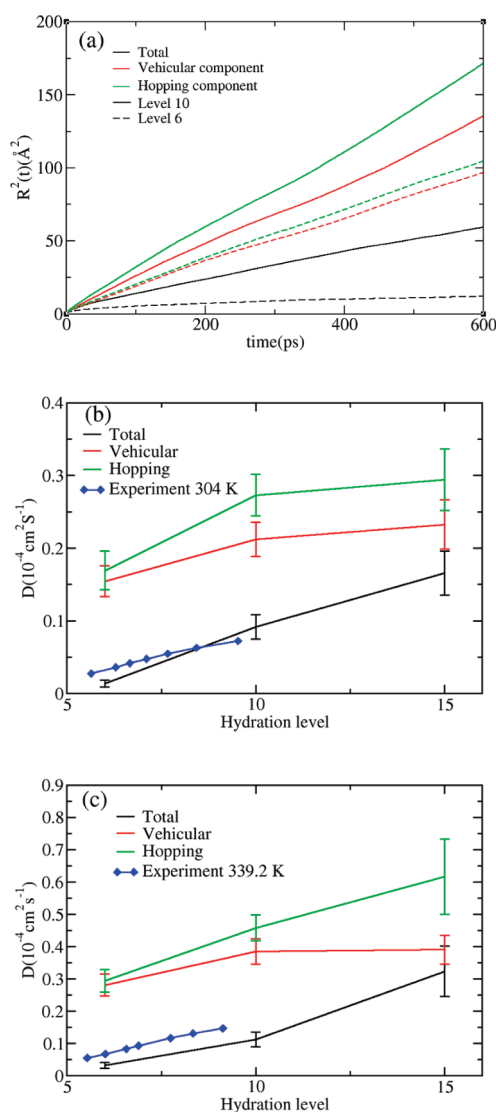 200
(a)
Total
Vehicular component
Hopping component
Level 10
Level 6
150
100
50
0
R²(t)(Å²)
0 200 400 600
time(ps)
0.4
(b)
Total
Vehicular
Hopping
Experiment 304 K
0.3
0.2
0.1
0
D(10⁻⁴cm²S⁻¹)
5 10 15
Hydration level
0.9
(c)
Total
Vehicular
Hopping
Experiment 339.2 K
0.8
0.7
0.6
0.5
0.4
0.3
0.2
0.1
0
D(10⁻⁴cm²s⁻¹)
5 10 15
Hydration level